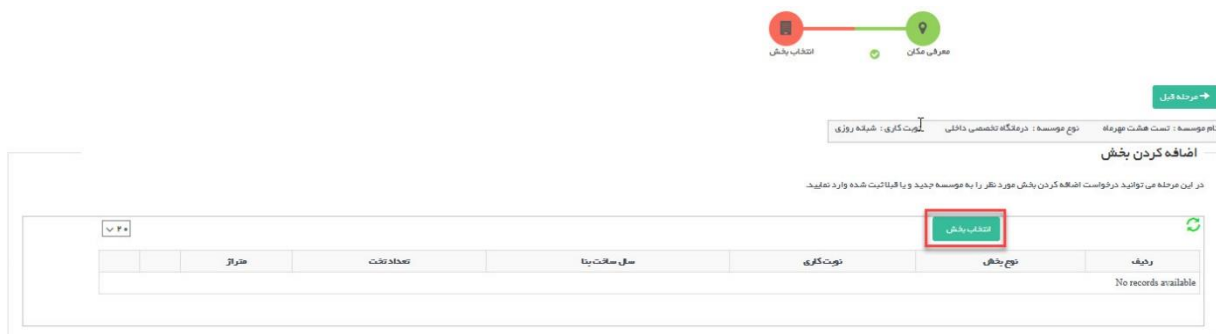 معرفی مکان
انتخاب بخش
مرحله قبل
نام موسسه : تست هشت مهرماه نوع موسسه : درمانگاه تخصصی داخلی نوبت کاری : شبانه روزی
اضافه کردن بخش
در این مرحله می توانید درخواست اضافه کردن بخش مورد نظر را به موسسه جدید و یا قبلا ثبت شده وارد نمایید.
انتخاب بخش
۲۰
ردیف نوع بخش نوبت کاری سال ساخت بنا تعداد تخت متراژ
No records available